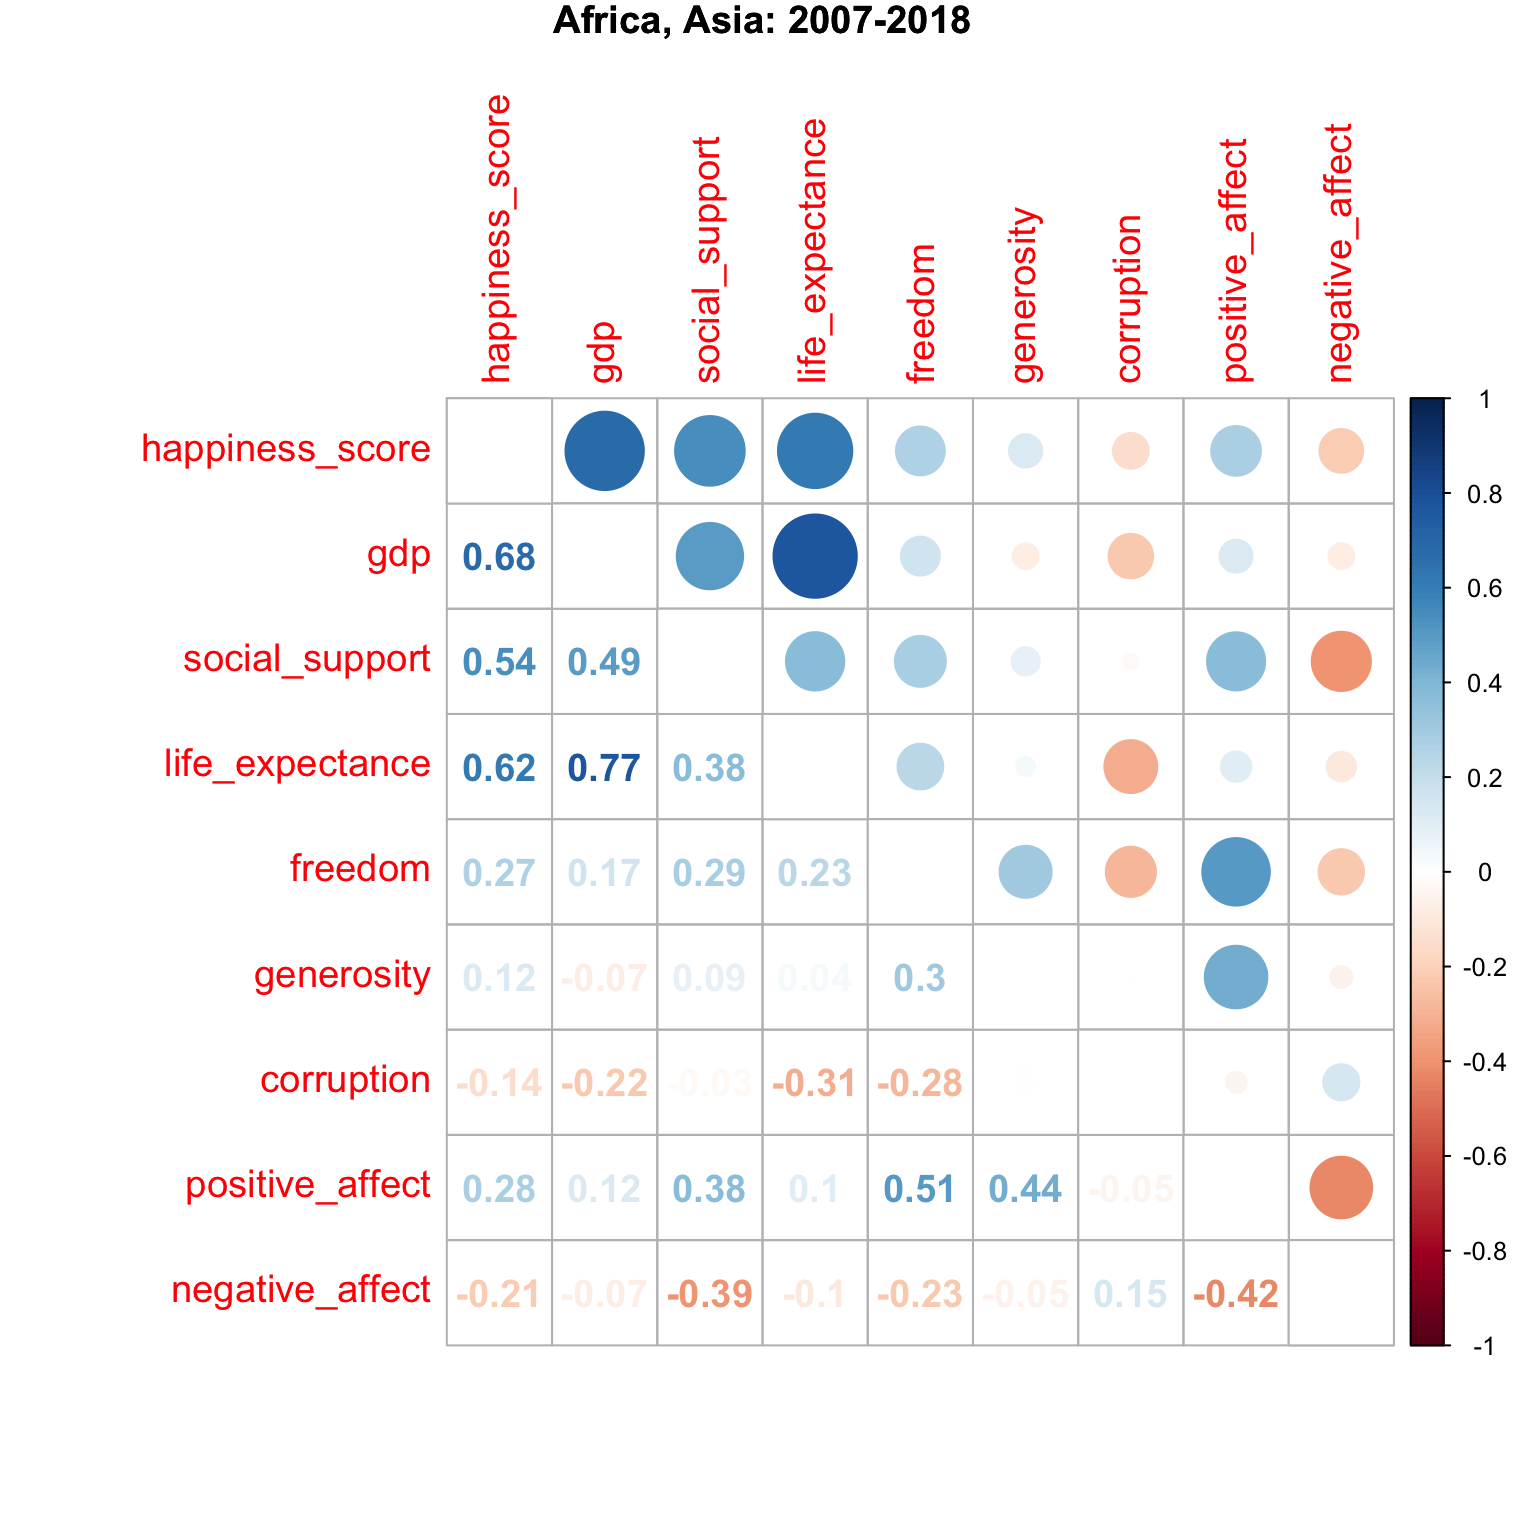 Africa, Asia: 2007-2018
happiness_score gdp social_support life_expectance freedom generosity corruption positive_affect negative_affect
happiness_score
gdp 0.68
social_support 0.54 0.49
life_expectance 0.62 0.77 0.38
freedom 0.27 0.17 0.29 0.23
generosity 0.12 -0.07 0.09 0.04 0.3
corruption -0.14 -0.22 -0.03 -0.31 -0.28
positive_affect 0.28 0.12 0.38 0.1 0.51 0.44 -0.05
negative_affect -0.21 -0.07 -0.39 -0.1 -0.23 -0.05 0.15 -0.42
1
0.8
0.6
0.4
0.2
0
-0.2
-0.4
-0.6
-0.8
-1